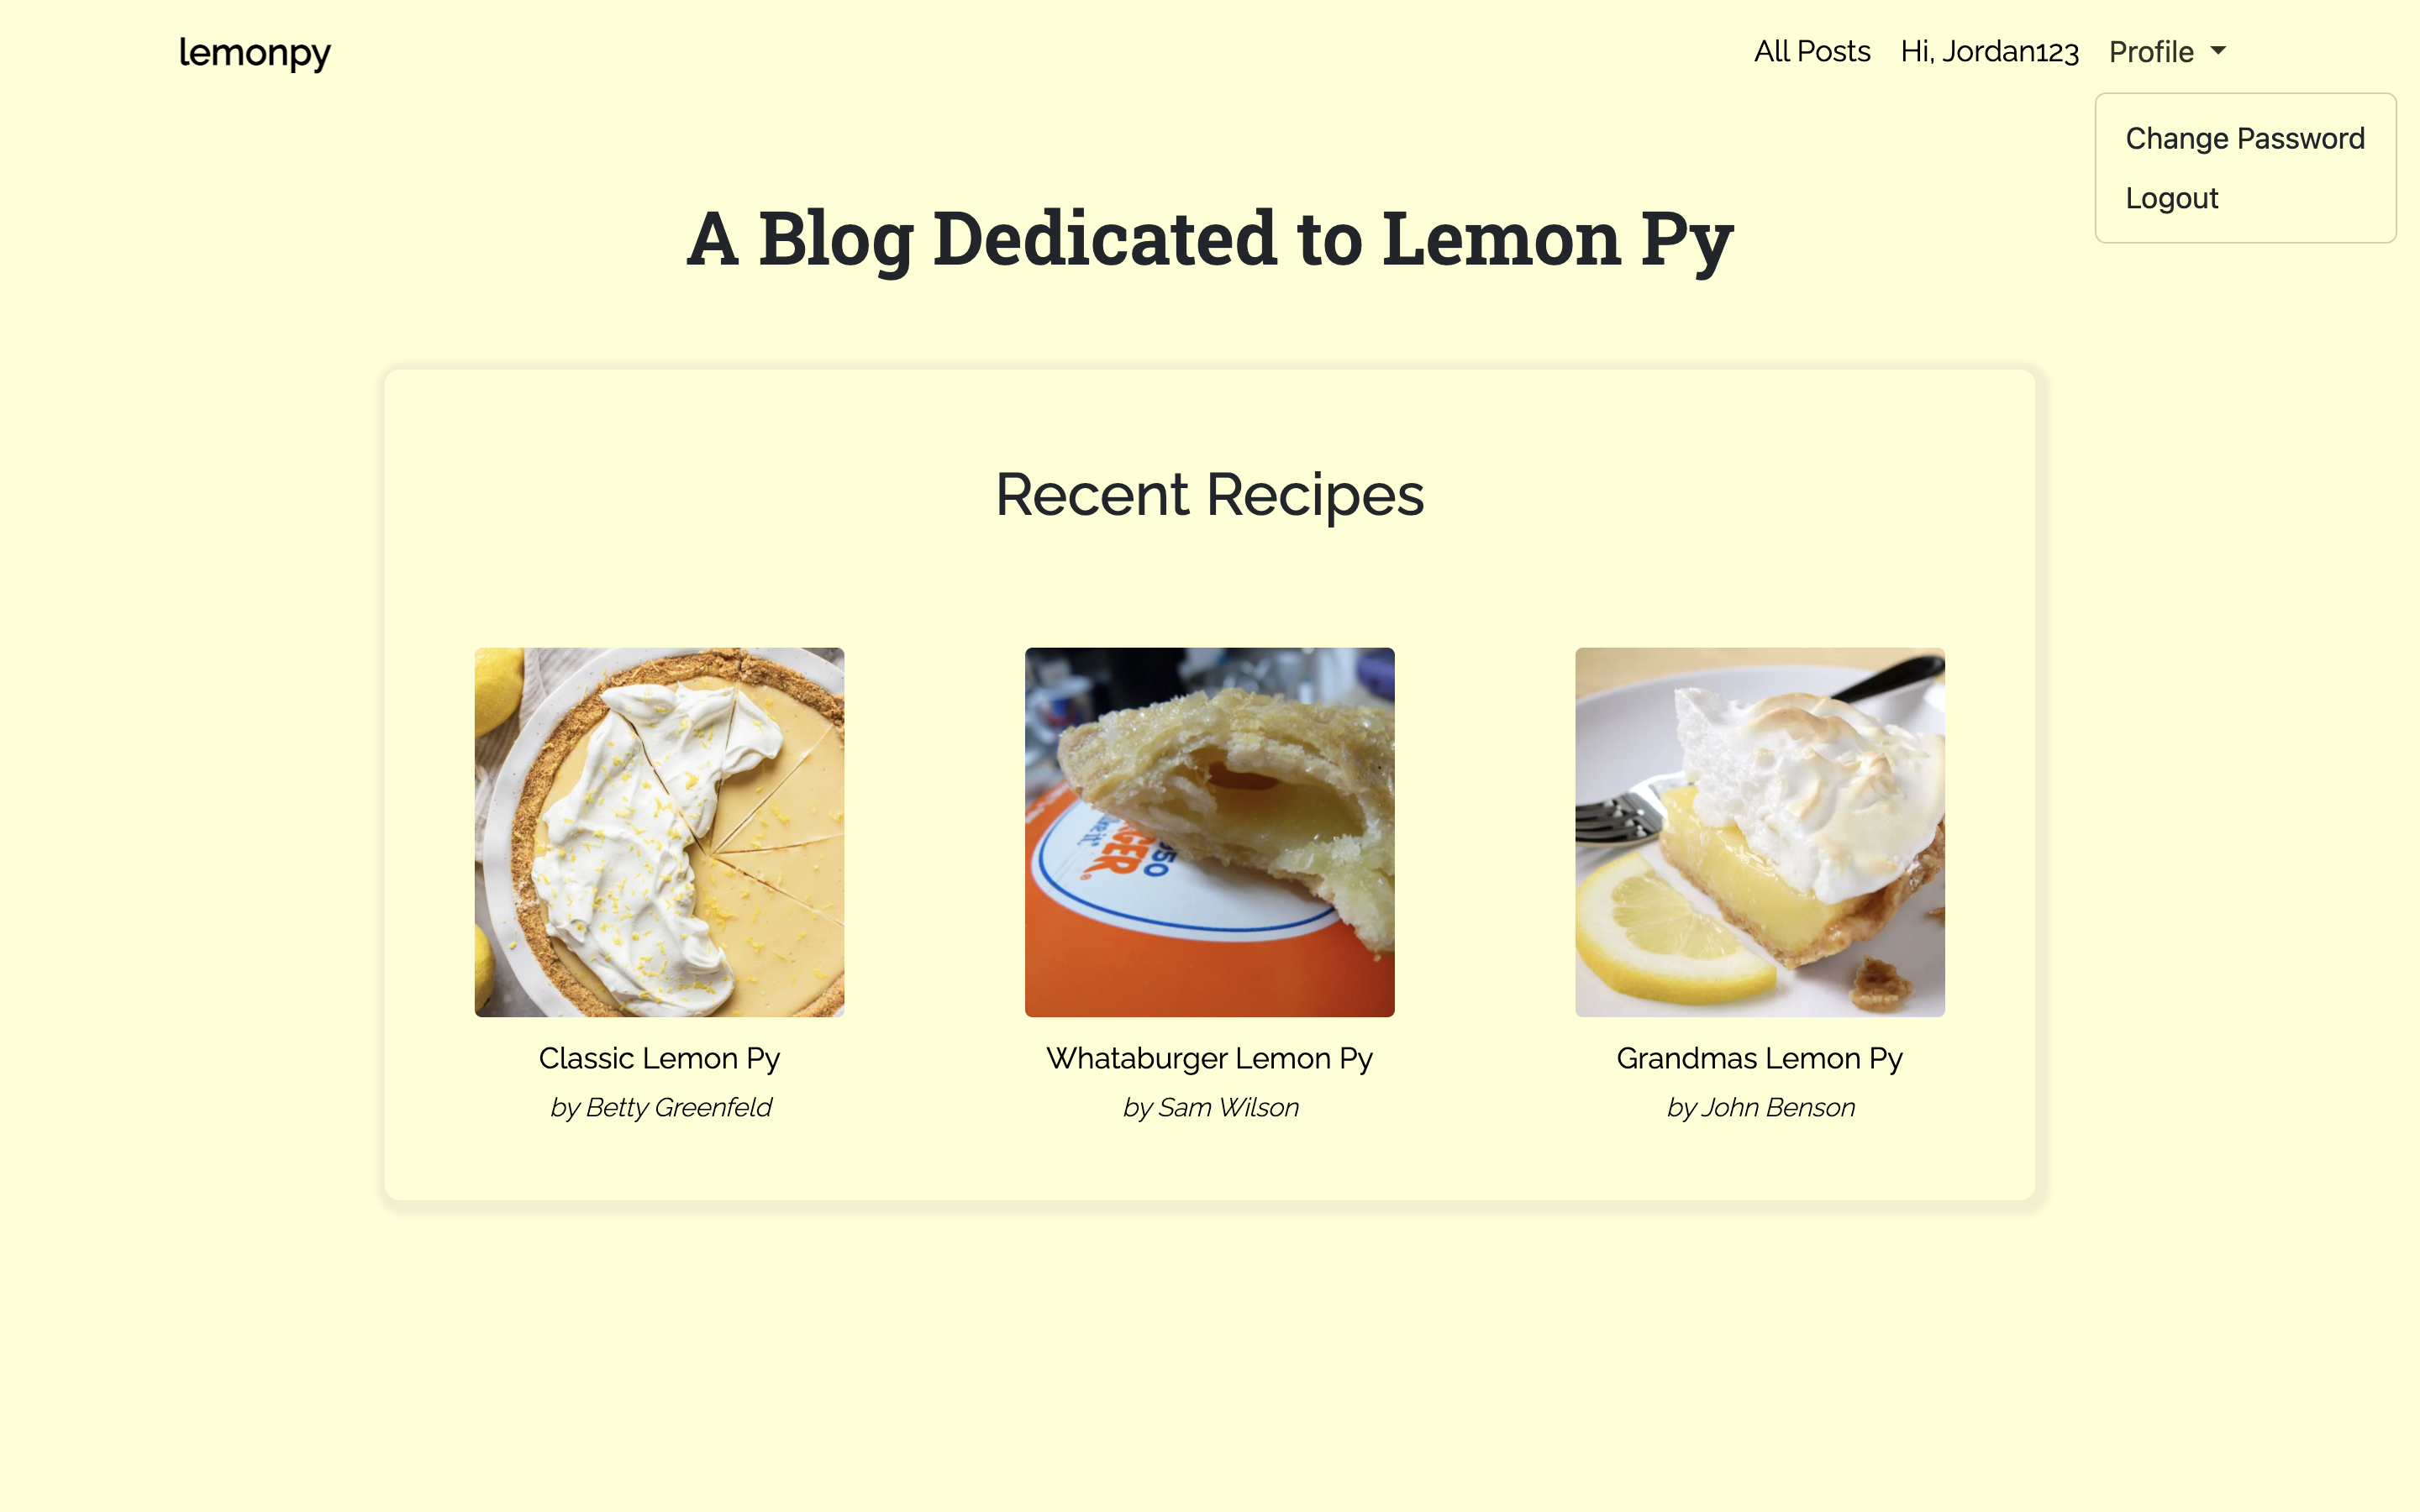 lemonpy
All Posts Hi, Jordan123 Profile
Change Password
Logout
A Blog Dedicated to Lemon Py
Recent Recipes
Classic Lemon Py
by Betty Greenfeld
Whataburger Lemon Py
by Sam Wilson
Grandmas Lemon Py
by John Benson